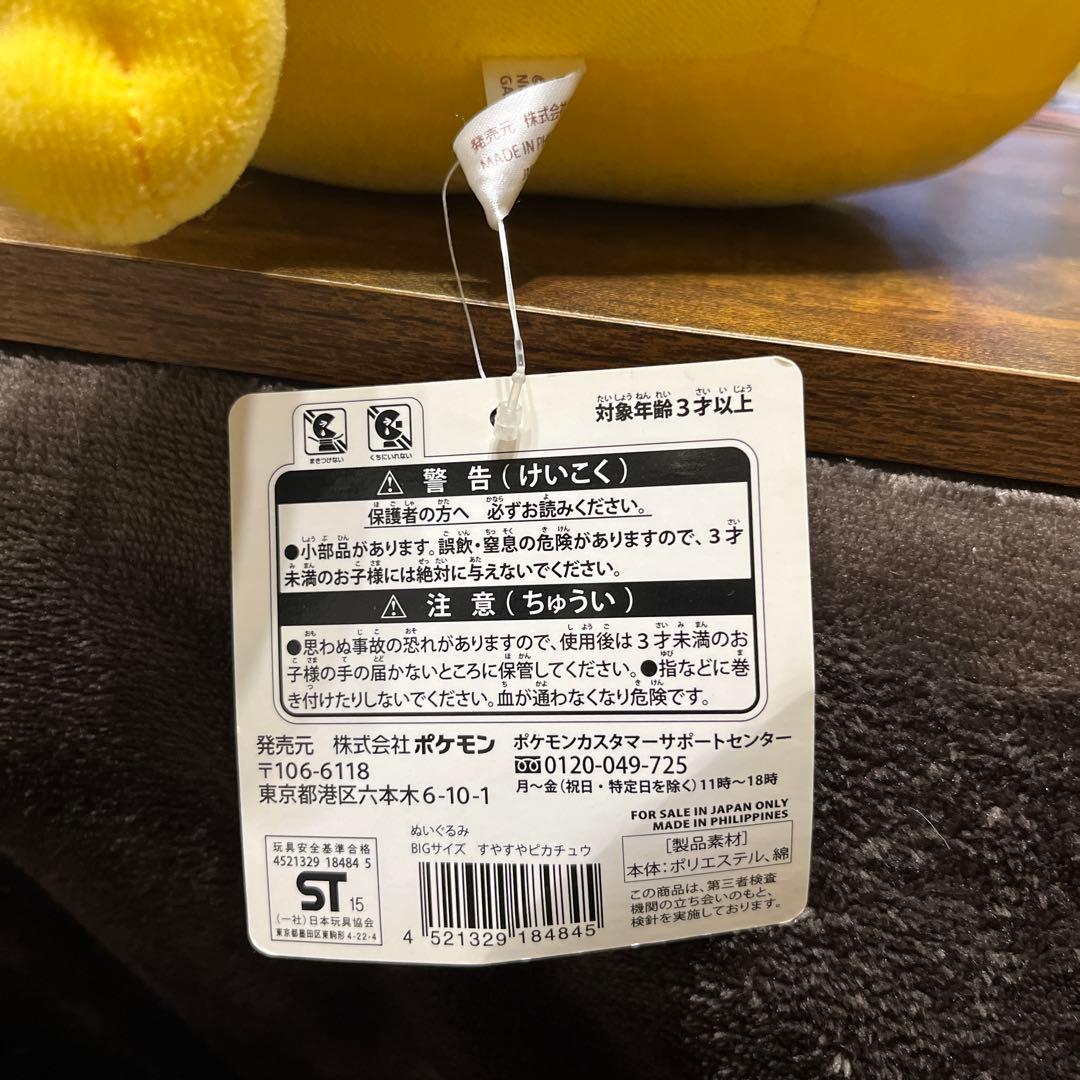 発売元 株式会
MADE IN P
対象年齢3才以上
まきつけない
くちにいれない
警告(けいこく)
保護者の方へ 必ずお読みください。
●小部品があります。誤飲・窒息の危険がありますので、3才
未満のお子様には絶対に与えないでください。
注意(ちゅうい)
●思わぬ事故の恐れがありますので、使用後は3才未満のお
子様の手の届かないところに保管してください。●指などに巻
き付けたりしないでください。血が通わなくなり危険です。
発売元 株式会社ポケモン
〒106-6118
東京都港区六本木6-10-1
ポケモンカスタマーサポートセンター
0120-049-725
月~金(祝日・特定日を除く)11時~18時
FOR SALE IN JAPAN ONLY
MADE IN PHILIPPINES
玩具安全基準合格
4521329 18484 5
ST 15
(一社)日本玩具協会
東京都墨田区東駒形4-22-4
ぬいぐるみ
BIGサイズ すやすやピカチュウ
4 521329 184845
[製品素材]
本体:ポリエステル、綿
この商品は、第三者検査
機関の立ち会いのもと、
検針を実施しております。